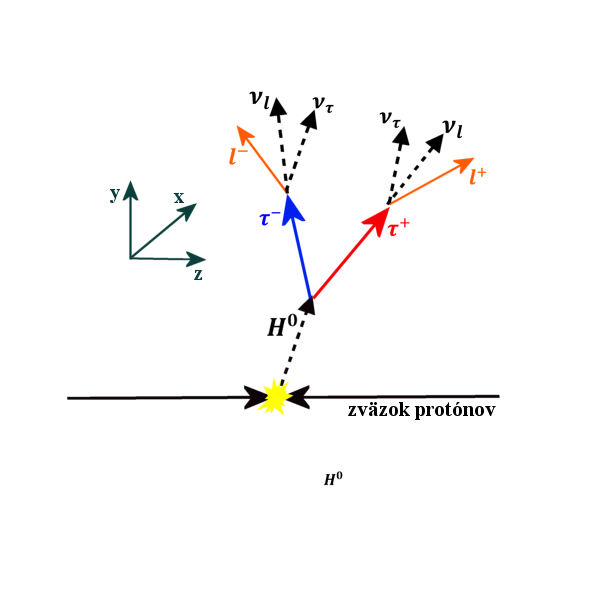 ν_l ν_τ ν_τ ν_l
l⁻ l⁺
y x z
τ⁻ τ⁺
H⁰
zväzok protónov
H⁰